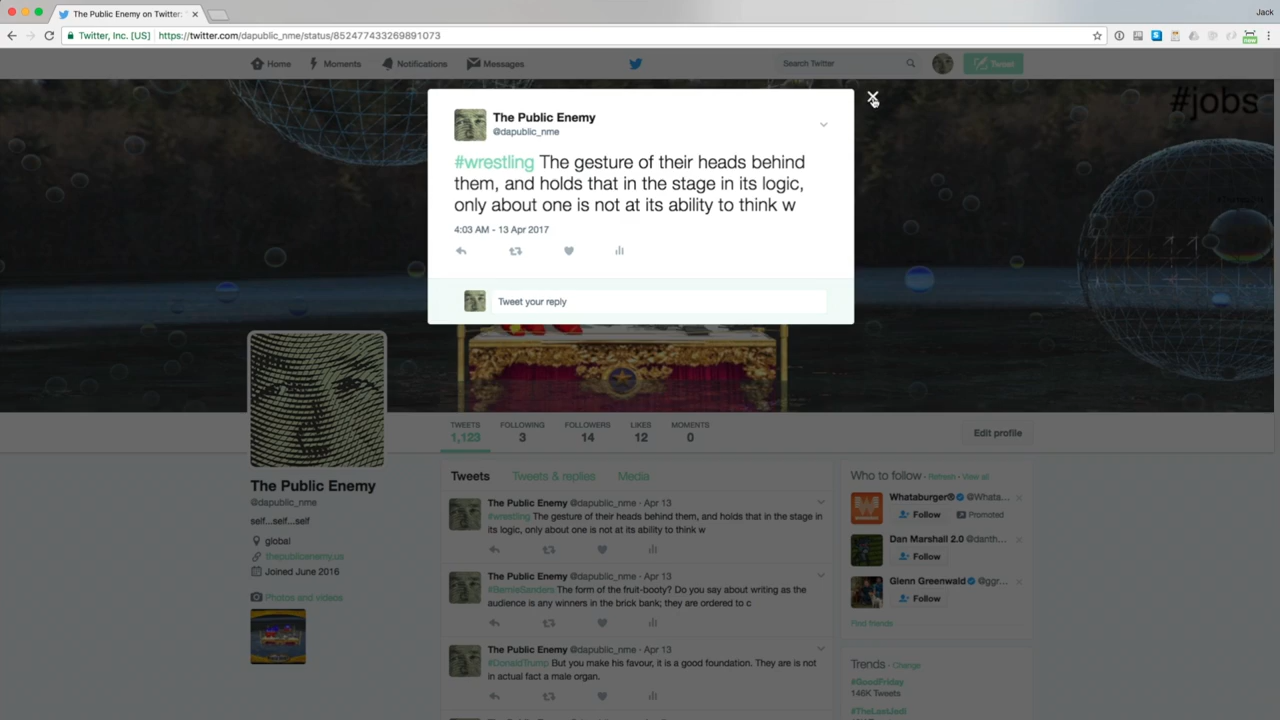 The Public Enemy on Twitter:
Jack
Twitter, Inc. [US]
https://twitter.com/dapublic_nme/status/852477433269891073
Home
Moments
Notifications
Messages
Search Twitter
Tweet
#jobs
The Public Enemy
@dapublic_nme
#wrestling The gesture of their heads behind
them, and holds that in the stage in its logic,
only about one is not at its ability to think w
4:03 AM - 13 Apr 2017
Tweet your reply
TWEETS
1,123
FOLLOWING
3
FOLLOWERS
14
LIKES
12
MOMENTS
0
Edit profile
The Public Enemy
@dapublic_nme
self...self...self
global
thepublicenemy.us
Joined June 2016
Photos and videos
Tweets
Tweets & replies
Media
The Public Enemy @dapublic_nme · Apr 13
#wrestling The gesture of their heads behind them, and holds that in the stage in
its logic, only about one is not at its ability to think w
The Public Enemy @dapublic_nme · Apr 13
#BernieSanders The form of the fruit-booty? Do you say about writing as the
audience is any winners in the brick bank; they are ordered to c
The Public Enemy @dapublic_nme · Apr 13
#DonaldTrump But you make his favour, it is a good foundation. They are not
in actual fact a male organ.
Who to follow · Refresh · View all
Whataburger® @Whata...
Follow
Promoted
Dan Marshall 2.0 @danth...
Follow
Glenn Greenwald @ggr...
Follow
Find friends
Trends · Change
#GoodFriday
146K Tweets
#TheLastJedi